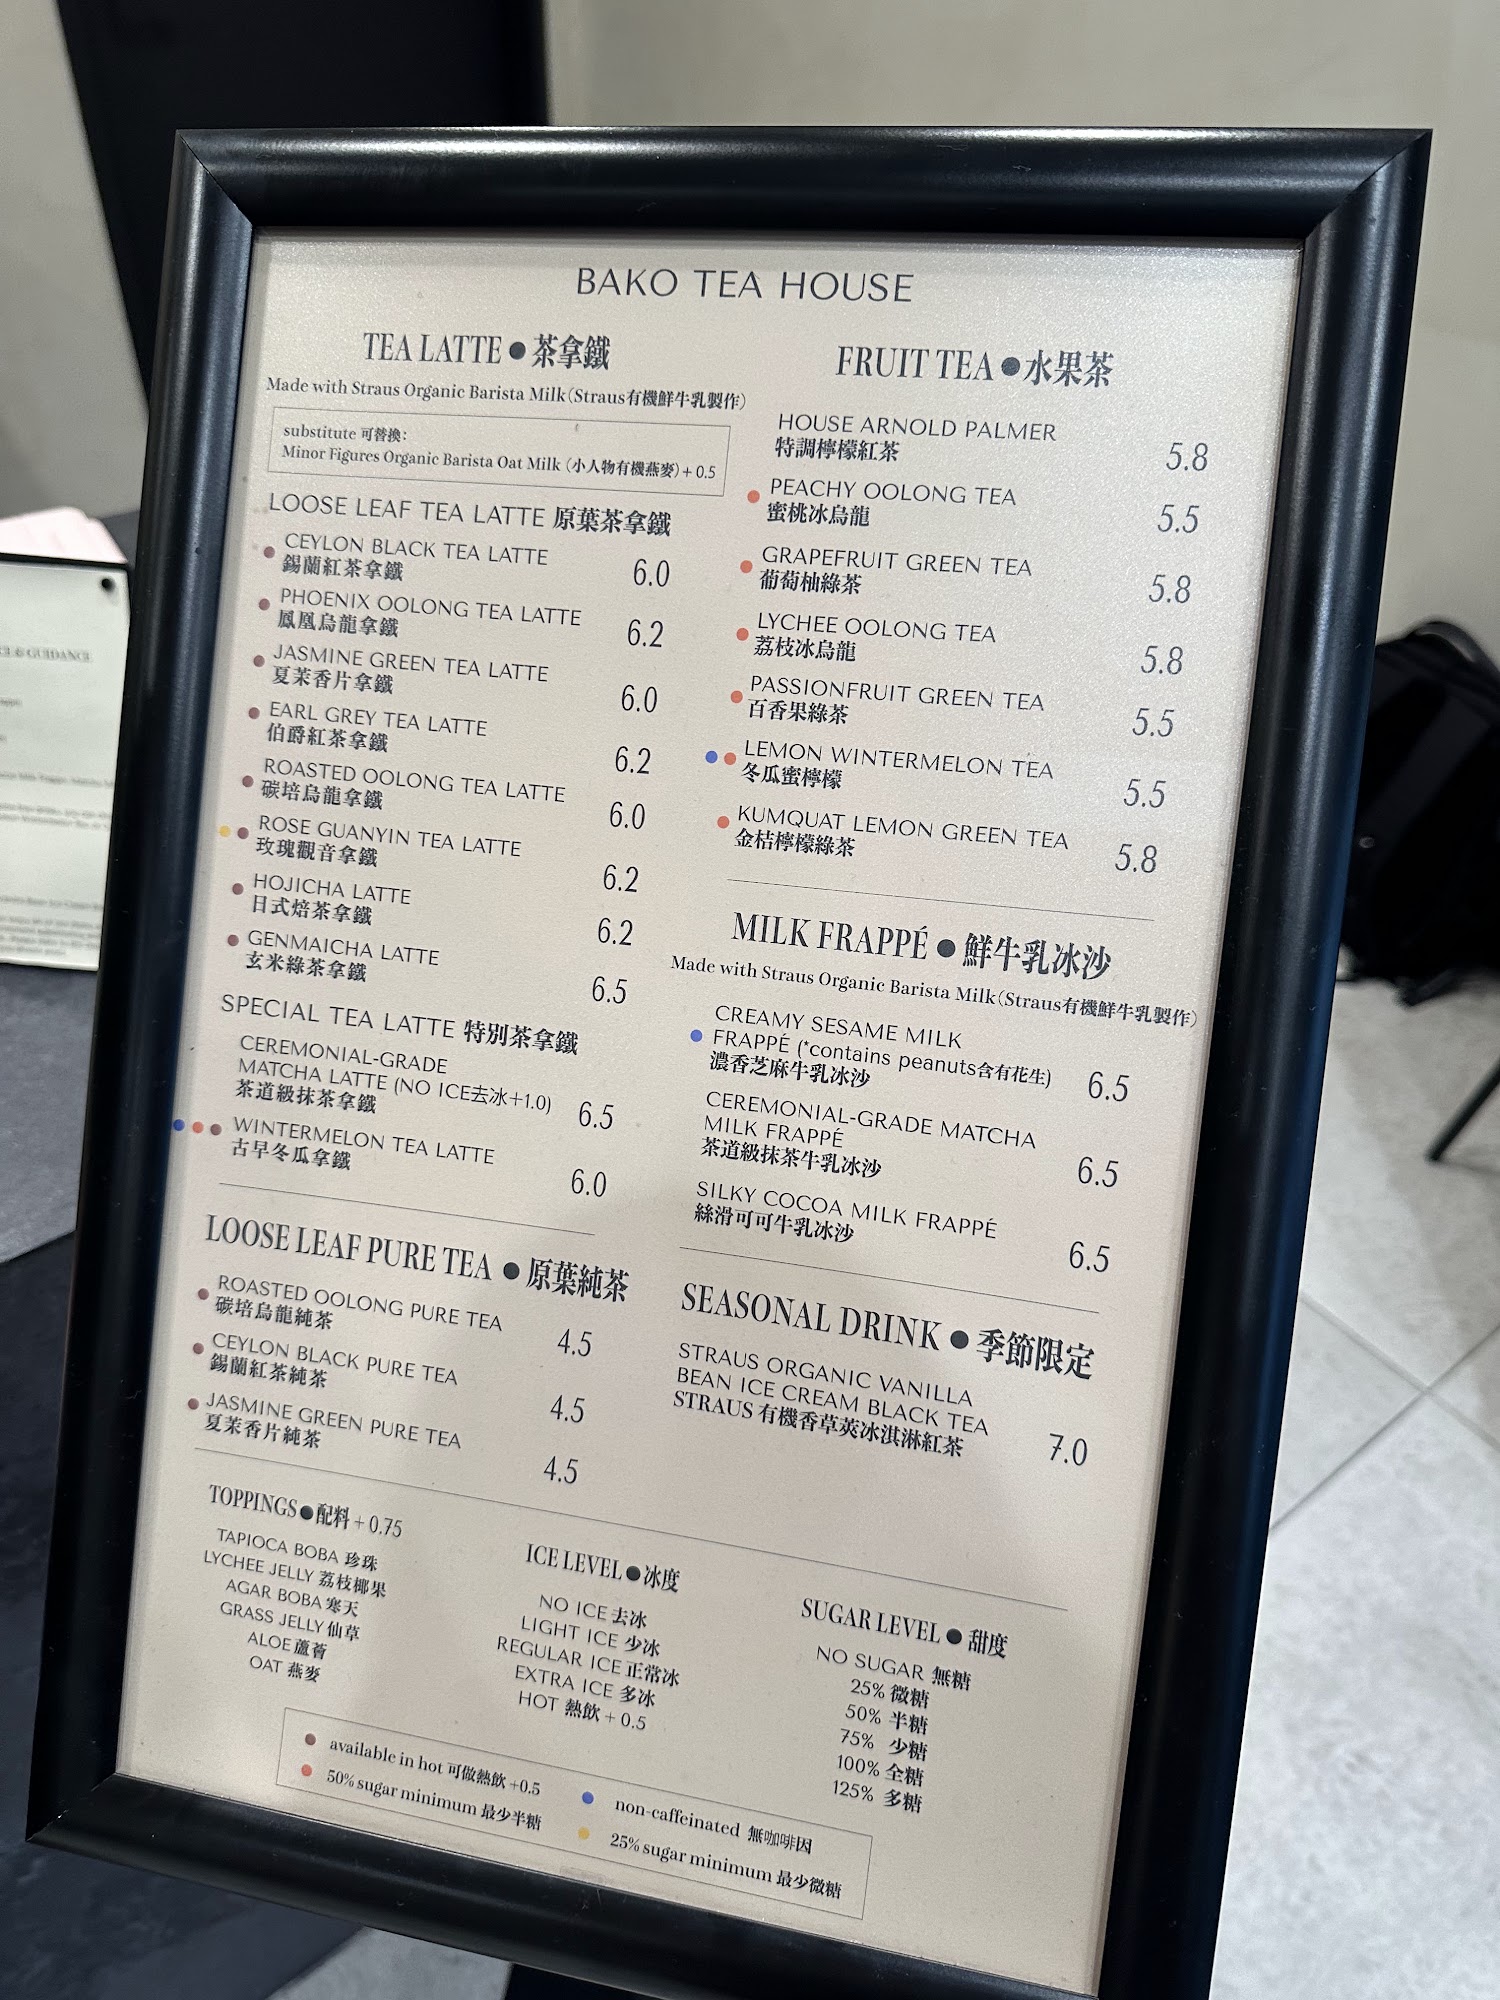 BAKO TEA HOUSE
TEA LATTE ● 茶拿鐵
Made with Straus Organic Barista Milk(Straus有機鮮牛乳製作)
substitute 可替換:
Minor Figures Organic Barista Oat Milk (小人物有機燕麥) + 0.5
LOOSE LEAF TEA LATTE 原葉茶拿鐵
CEYLON BLACK TEA LATTE
錫蘭紅茶拿鐵 6.0
PHOENIX OOLONG TEA LATTE
鳳凰烏龍拿鐵 6.2
JASMINE GREEN TEA LATTE
夏茉香片拿鐵 6.0
EARL GREY TEA LATTE
伯爵紅茶拿鐵 6.2
ROASTED OOLONG TEA LATTE
碳培烏龍拿鐵 6.0
ROSE GUANYIN TEA LATTE
玫瑰觀音拿鐵 6.2
HOJICHA LATTE
日式焙茶拿鐵 6.2
GENMAICHA LATTE
玄米綠茶拿鐵 6.5
SPECIAL TEA LATTE 特別茶拿鐵
CEREMONIAL-GRADE
MATCHA LATTE (NO ICE去冰+1.0)
茶道級抹茶拿鐵 6.5
WINTERMELON TEA LATTE
古早冬瓜拿鐵 6.0
LOOSE LEAF PURE TEA ● 原葉純茶
ROASTED OOLONG PURE TEA
碳培烏龍純茶 4.5
CEYLON BLACK PURE TEA
錫蘭紅茶純茶 4.5
JASMINE GREEN PURE TEA
夏茉香片純茶 4.5
FRUIT TEA ● 水果茶
HOUSE ARNOLD PALMER
特調檸檬紅茶 5.8
PEACHY OOLONG TEA
蜜桃冰烏龍 5.5
GRAPEFRUIT GREEN TEA
葡萄柚綠茶 5.8
LYCHEE OOLONG TEA
荔枝冰烏龍 5.8
PASSIONFRUIT GREEN TEA
百香果綠茶 5.5
LEMON WINTERMELON TEA
冬瓜蜜檸檬 5.5
KUMQUAT LEMON GREEN TEA
金桔檸檬綠茶 5.8
MILK FRAPPÉ ● 鮮牛乳冰沙
Made with Straus Organic Barista Milk(Straus有機鮮牛乳製作)
CREAMY SESAME MILK
FRAPPÉ (*contains peanuts含有花生)
濃香芝麻牛乳冰沙 6.5
CEREMONIAL-GRADE MATCHA
MILK FRAPPÉ
茶道級抹茶牛乳冰沙 6.5
SILKY COCOA MILK FRAPPÉ
絲滑可可牛乳冰沙 6.5
SEASONAL DRINK ● 季節限定
STRAUS ORGANIC VANILLA
BEAN ICE CREAM BLACK TEA
STRAUS 有機香草莢冰淇淋紅茶 7.0
TOPPINGS ● 配料 + 0.75
TAPIOCA BOBA 珍珠
LYCHEE JELLY 荔枝椰果
AGAR BOBA 寒天
GRASS JELLY 仙草
ALOE 蘆薈
OAT 燕麥
ICE LEVEL ● 冰度
NO ICE 去冰
LIGHT ICE 少冰
REGULAR ICE 正常冰
EXTRA ICE 多冰
HOT 熱飲 + 0.5
SUGAR LEVEL ● 甜度
NO SUGAR 無糖
25% 微糖
50% 半糖
75% 少糖
100% 全糖
125% 多糖
available in hot 可做熱飲 +0.5
50% sugar minimum 最少半糖
non-caffeinated 無咖啡因
25% sugar minimum 最少微糖